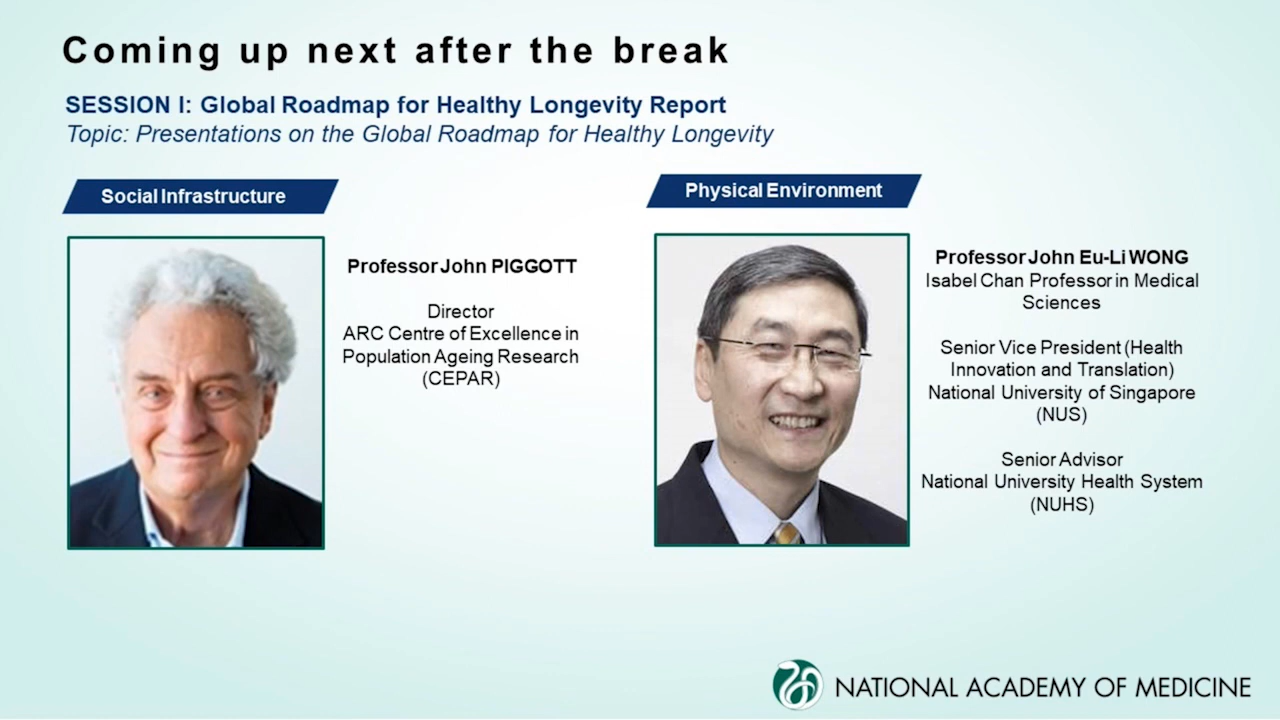 Coming up next after the break
SESSION I: Global Roadmap for Healthy Longevity Report
Topic: Presentations on the Global Roadmap for Healthy Longevity
Social Infrastructure
Professor John PIGGOTT
Director
ARC Centre of Excellence in
Population Ageing Research
(CEPAR)
Physical Environment
Professor John Eu-Li WONG
Isabel Chan Professor in Medical
Sciences
Senior Vice President (Health
Innovation and Translation)
National University of Singapore
(NUS)
Senior Advisor
National University Health System
(NUHS)
NATIONAL ACADEMY OF MEDICINE